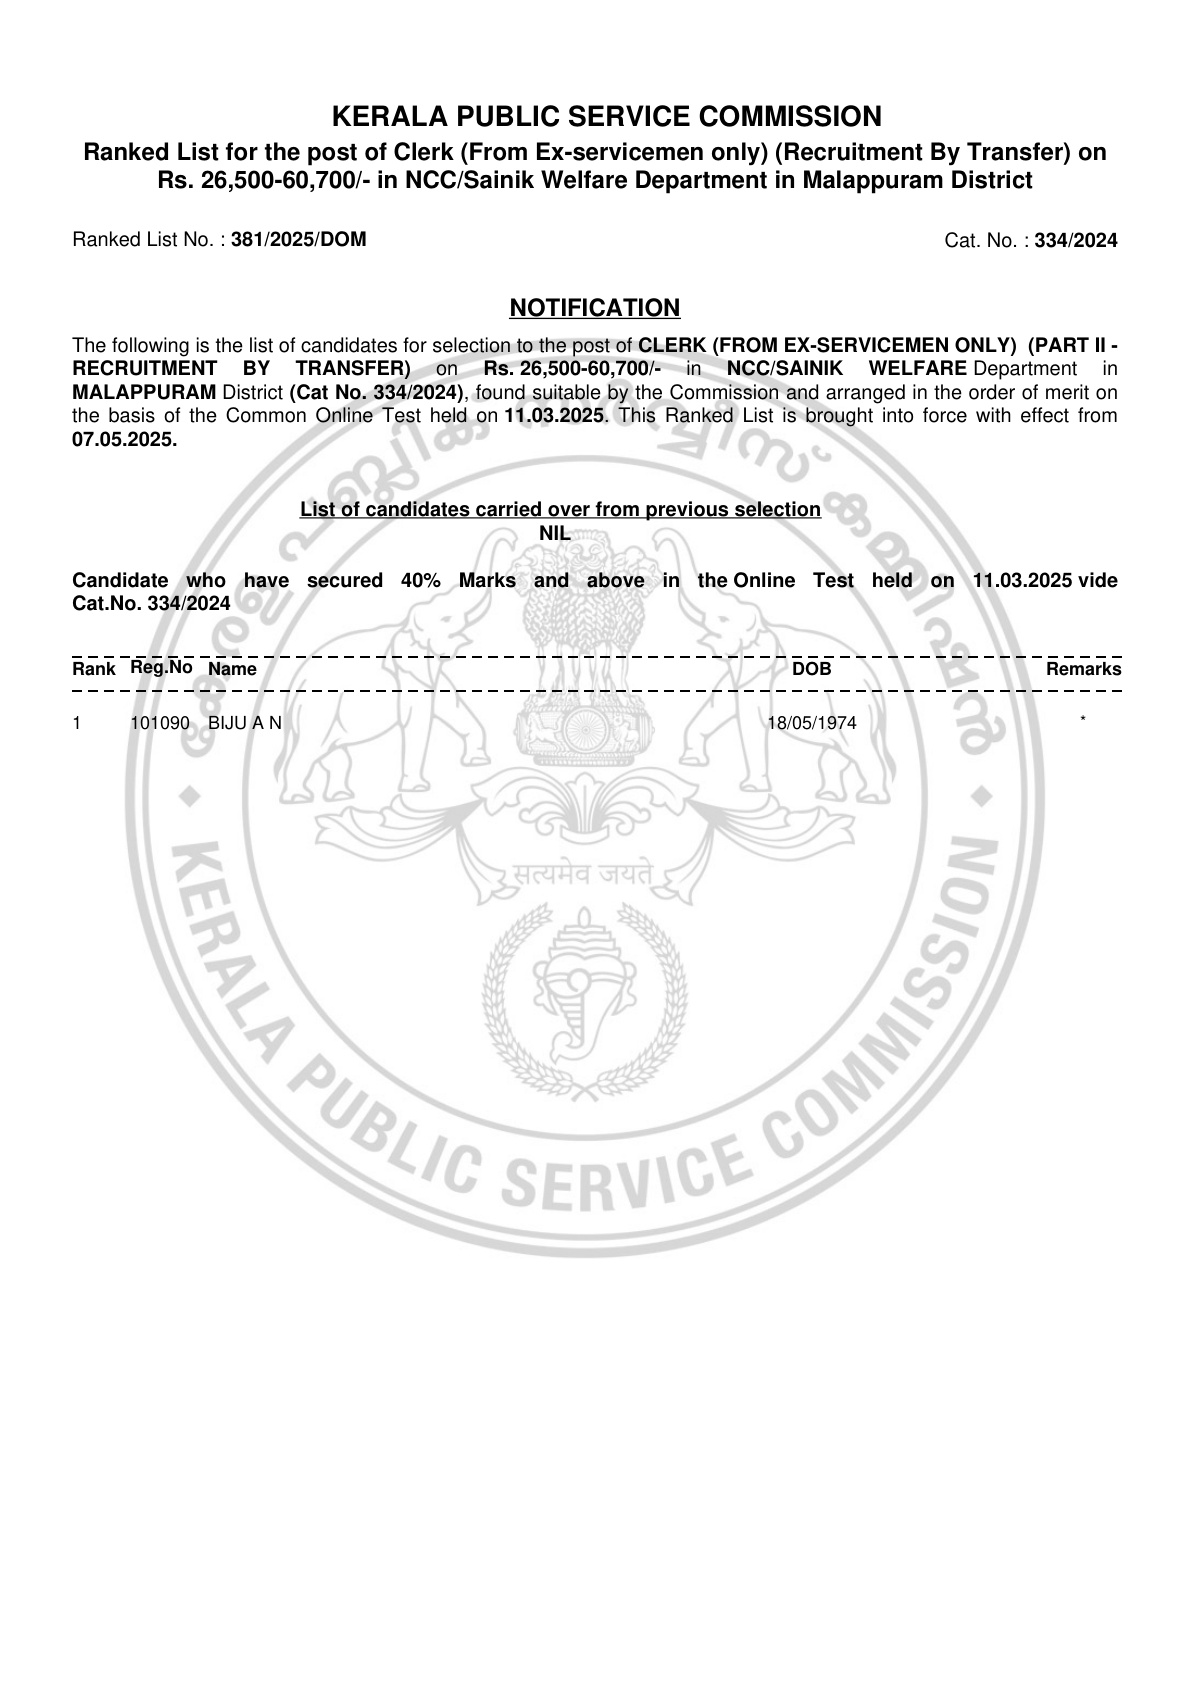 KERALA PUBLIC SERVICE COMMISSION
Ranked List for the post of Clerk (From Ex-servicemen only) (Recruitment By Transfer) on
Rs. 26,500-60,700/- in NCC/Sainik Welfare Department in Malappuram District
Ranked List No. : 381/2025/DOM Cat. No. : 334/2024
NOTIFICATION
The following is the list of candidates for selection to the post of CLERK (FROM EX-SERVICEMEN ONLY) (PART II -
RECRUITMENT BY TRANSFER) on Rs. 26,500-60,700/- in NCC/SAINIK WELFARE Department in
MALAPPURAM District (Cat No. 334/2024), found suitable by the Commission and arranged in the order of merit on
the basis of the Common Online Test held on 11.03.2025. This Ranked List is brought into force with effect from
07.05.2025.
List of candidates carried over from previous selection
NIL
Candidate who have secured 40% Marks and above in the Online Test held on 11.03.2025 vide
Cat.No. 334/2024
Rank Reg.No Name DOB Remarks
1 101090 BIJU A N 18/05/1974 *
കേരള പബ്ലിക് സർവ്വീസ് കമ്മീഷൻ
सत्यमेव जयते
KERALA PUBLIC SERVICE COMMISSION